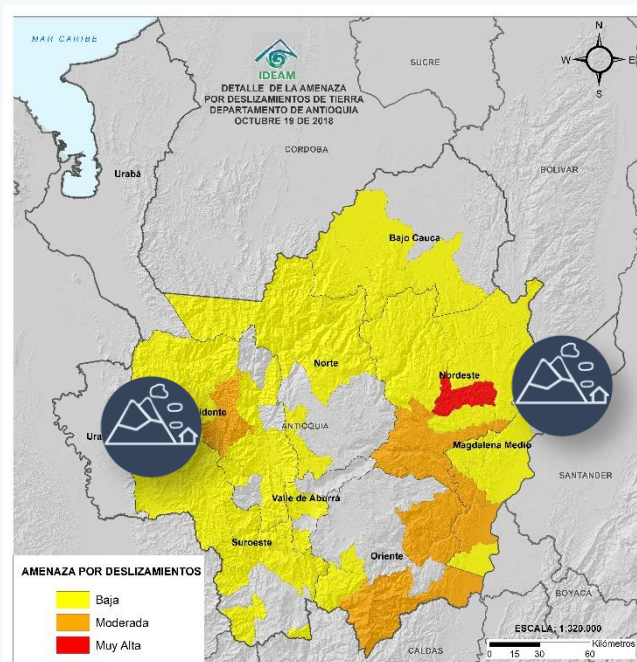 MAR CARIBE
N
W
E
S
IDEAM
DETALLE DE LA AMENAZA
POR DESLIZAMIENTOS DE TIERRA
DEPARTAMENTO DE ANTIOQUIA
OCTUBRE 19 DE 2018
SUCRE
CORDOBA
BOLIVAR
Urabá
Bajo Cauca
Norte
Nordeste
idente
Ura
ANTIOQUIA
Magdalena Medio
SANTANDER
Valle de Aburrá
Suroeste
Oriente
BOYACA
CALDAS
AMENAZA POR DESLIZAMIENTOS
Baja
Moderada
Muy Alta
ESCALA: 1:320.000
Kilómetros
0 15 30 60